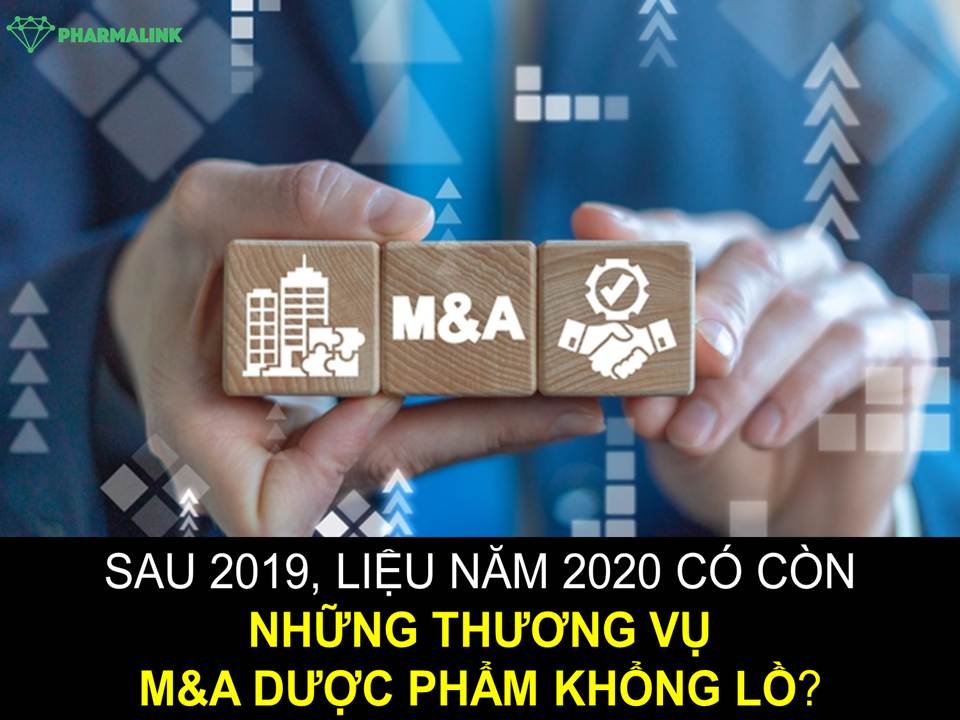 PHARMALINK
M&A
SAU 2019, LIỆU NĂM 2020 CÓ CÒN
NHỮNG THƯƠNG VỤ
M&A DƯỢC PHẨM KHỔNG LỒ?